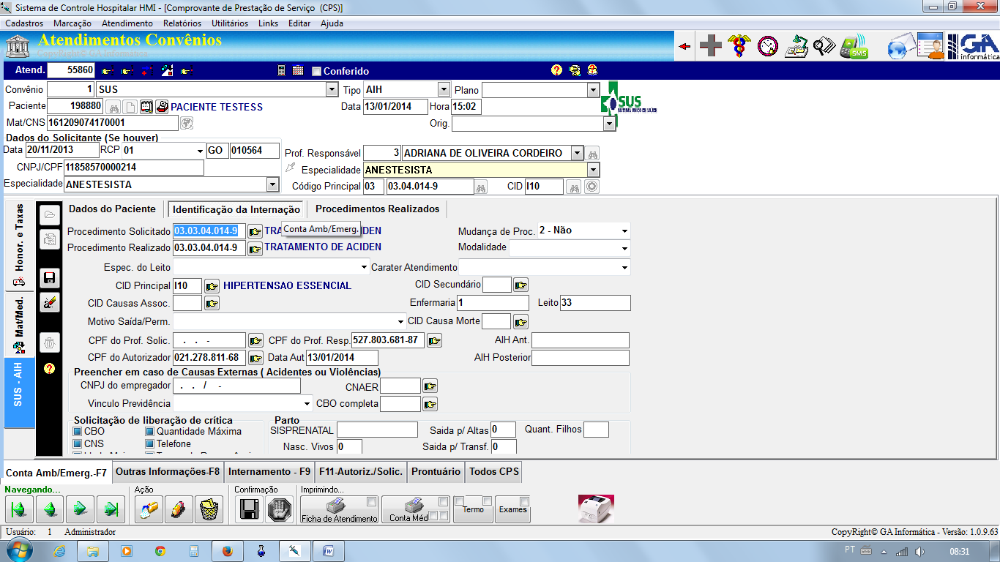 Sistema de Controle Hospitalar HMI - [Comprovante de Prestação de Serviço (CPS)]
Cadastros Marcação Atendimento Relatórios Utilitários Links Editar Ajuda
Atendimentos Convênios
CopyRight© GA Informática
SMS
GA informática
Atend. 55860 Conferido
Convênio 1 SUS Tipo AIH Plano
Paciente 198880 PACIENTE TESTESS Data 13/01/2014 Hora 15:02
SUS
Mat/CNS 161209074170001 Orig.
Dados do Solicitante (Se houver)
Data 20/11/2013 RCP 01 GO 010564 Prof. Responsável 3 ADRIANA DE OLIVEIRA CORDEIRO
CNPJ/CPF 11858570000214 Especialidade ANESTESISTA
Especialidade ANESTESISTA Código Principal 03 03.04.014-9 CID I10
Honor. e Taxas
Mat/Med.
SUS - AIH
Dados do Paciente Identificação da Internação Procedimentos Realizados
Conta Amb/Emerg.
Procedimento Solicitado 03.03.04.014-9 TRA IDEN Mudança de Proc. 2 - Não
Procedimento Realizado 03.03.04.014-9 TRATAMENTO DE ACIDEN Modalidade
Espec. do Leito Carater Atendimento
CID Principal I10 HIPERTENSAO ESSENCIAL CID Secundário
CID Causas Assoc. Enfermaria 1 Leito 33
Motivo Saída/Perm. CID Causa Morte
CPF do Prof. Solic. . . - CPF do Prof. Resp. 527.803.681-87 AIH Ant.
CPF do Autorizador 021.278.811-68 Data Aut 13/01/2014 AIH Posterior
Preencher em caso de Causas Externas ( Acidentes ou Violências)
CNPJ do empregador . . / - CNAER
Vinculo Previdência CBO completa
Solicitação de liberação de crítica Parto
CBO Quantidade Máxima SISPRENATAL Saida p/ Altas 0 Quant. Filhos
CNS Telefone Nasc. Vivos 0 Saida p/ Transf. 0
Conta Amb/Emerg.-F7 Outras Informações-F8 Internamento - F9 F11-Autoriz./Solic. Prontuário Todos CPS
Navegando... Ação Confirmação Imprimindo...
Ficha de Atendimento Conta Méd Termo Exames
Usuário: 1 Administrador CopyRight© GA Informática - Versão: 1.0.9.63
PT 08:31